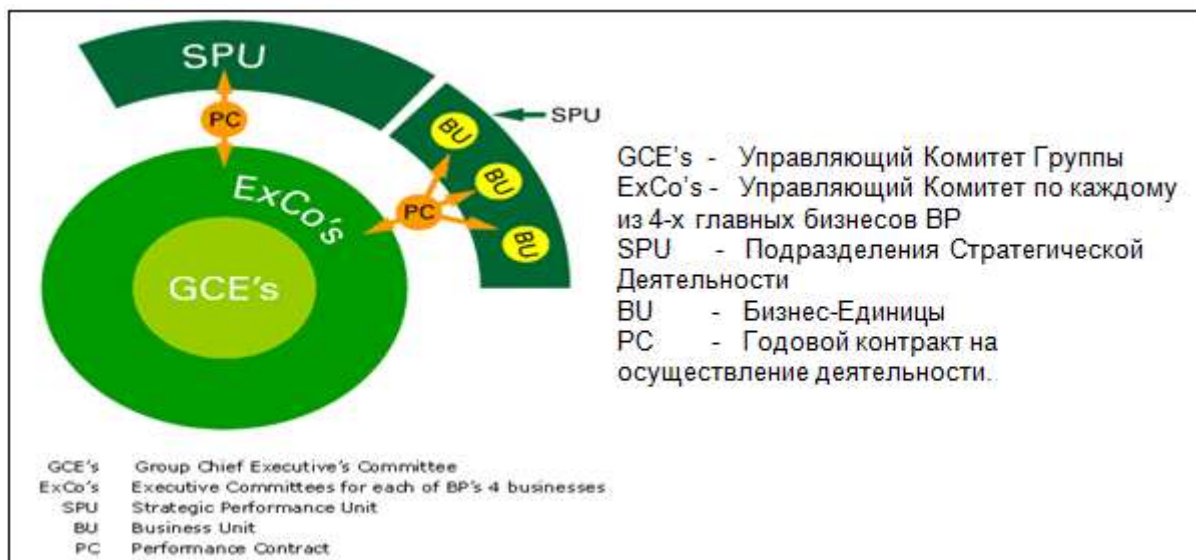 SPU
PC
ExCo's
GCE's
BU
BU
BU
PC
SPU
GCE's - Управляющий Комитет Группы
ExCo's - Управляющий Комитет по каждому
из 4-х главных бизнесов BP
SPU - Подразделения Стратегической
Деятельности
BU - Бизнес-Единицы
PC - Годовой контракт на
осуществление деятельности.
GCE's Group Chief Executive's Committee
ExCo's Executive Committees for each of BP's 4 businesses
SPU Strategic Performance Unit
BU Business Unit
PC Performance Contract